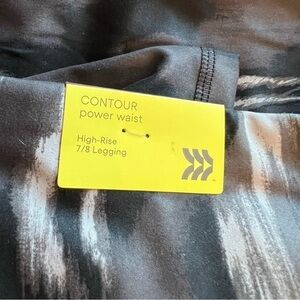 CONTOUR
power waist
High-Rise
7/8 Legging